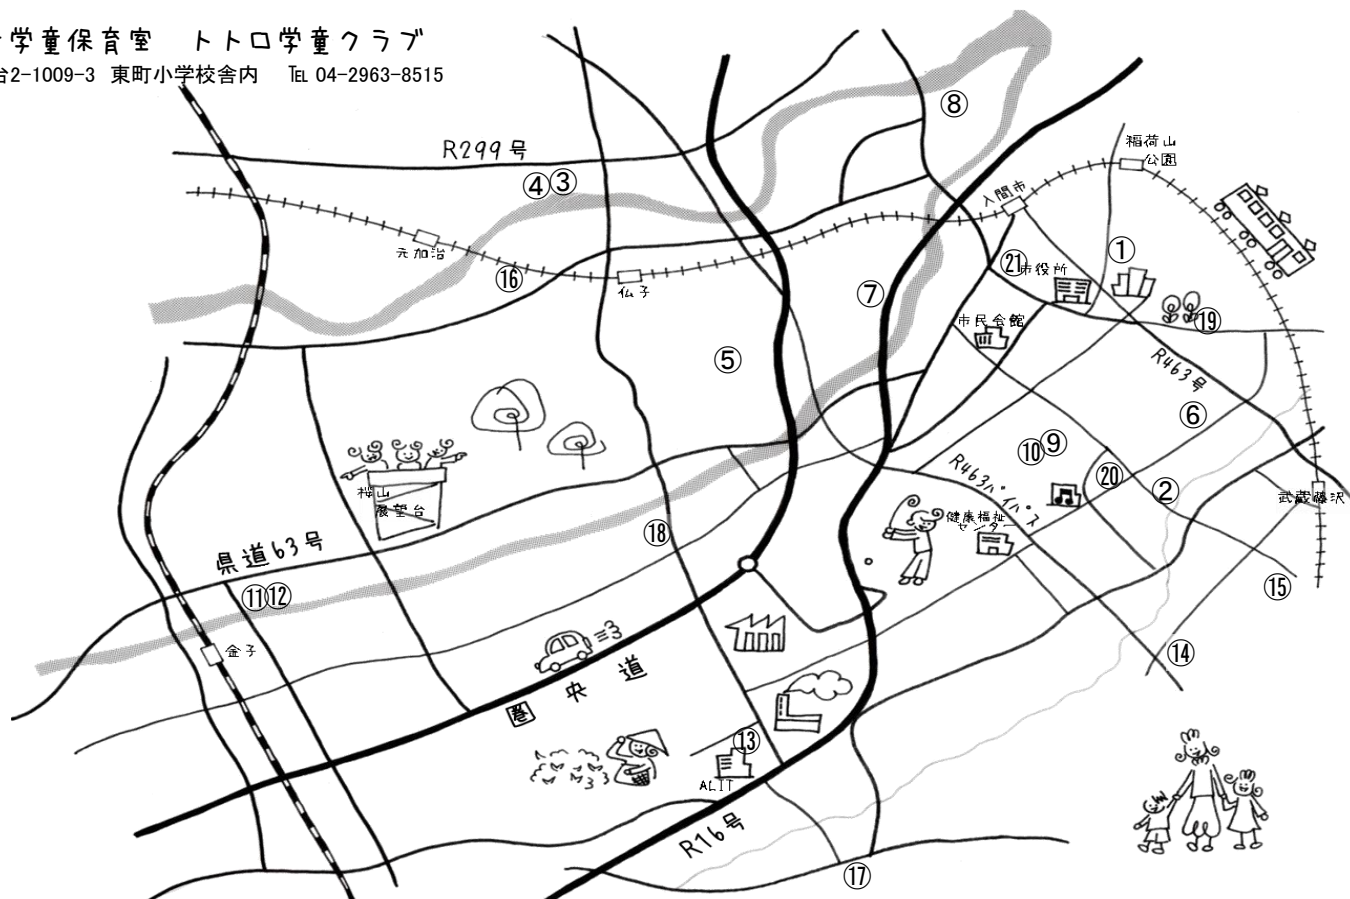 学童保育室　トトロ学童クラブ
台2-1009-3 東町小学校舎内 ℡ 04-2963-8515
⑧
稲荷山
公園
R299号
④③
入間市
元加治
⑯
仏子
①
㉑市役所
⑦
市民会館
⑲
⑤
R463号
⑥
⑩⑨
R463バイパス
⑳
②
武蔵藤沢
桜山
展望台
健康福祉
センター
県道63号
⑱
⑪⑫
⑮
金子
⑭
圏央道
⑬
ALIT
R16号
⑰